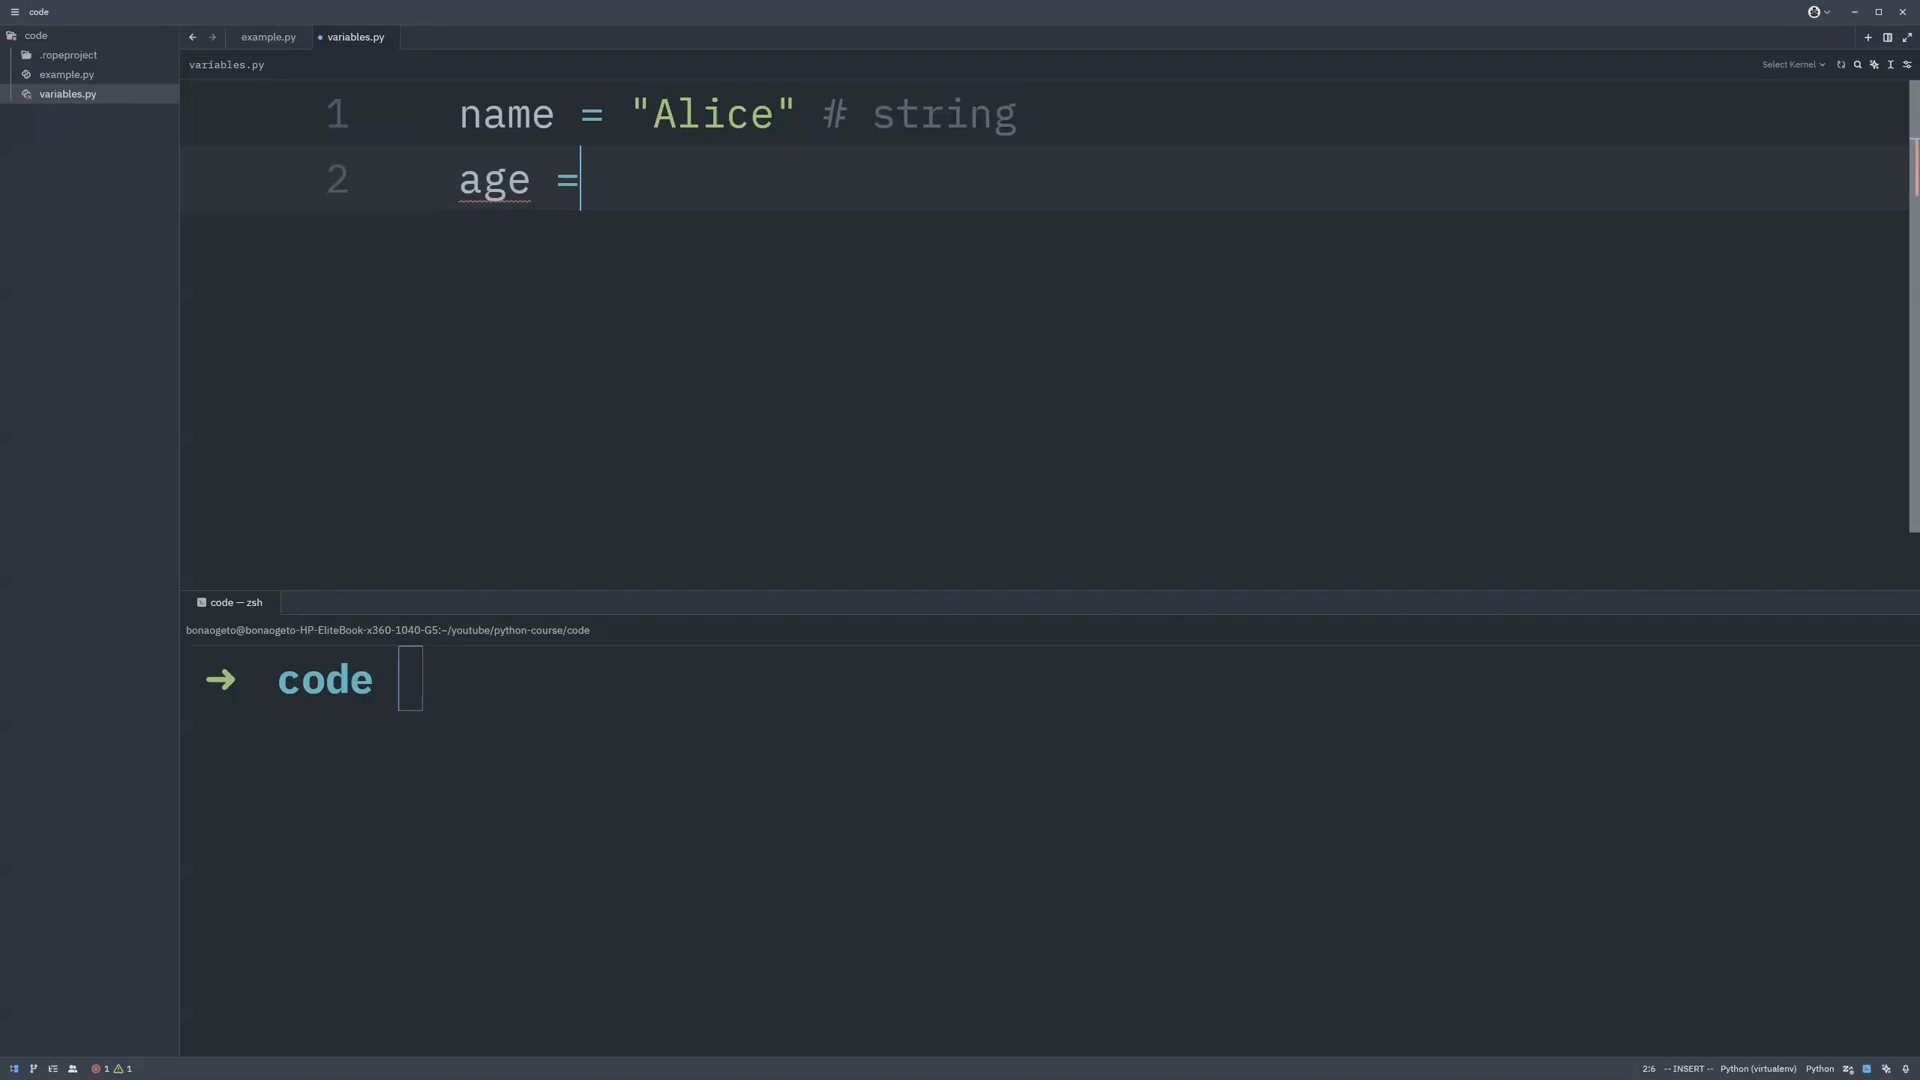 code
code
.ropeproject
example.py
variables.py
example.py
variables.py
variables.py
Select Kernel
1 name = "Alice" # string
2 age =
code — zsh
bonaogeto@bonaogeto-HP-EliteBook-x360-1040-G5:~/youtube/python-course/code
➜ code
1 1
2:6 -- INSERT -- Python (virtualenv) Python